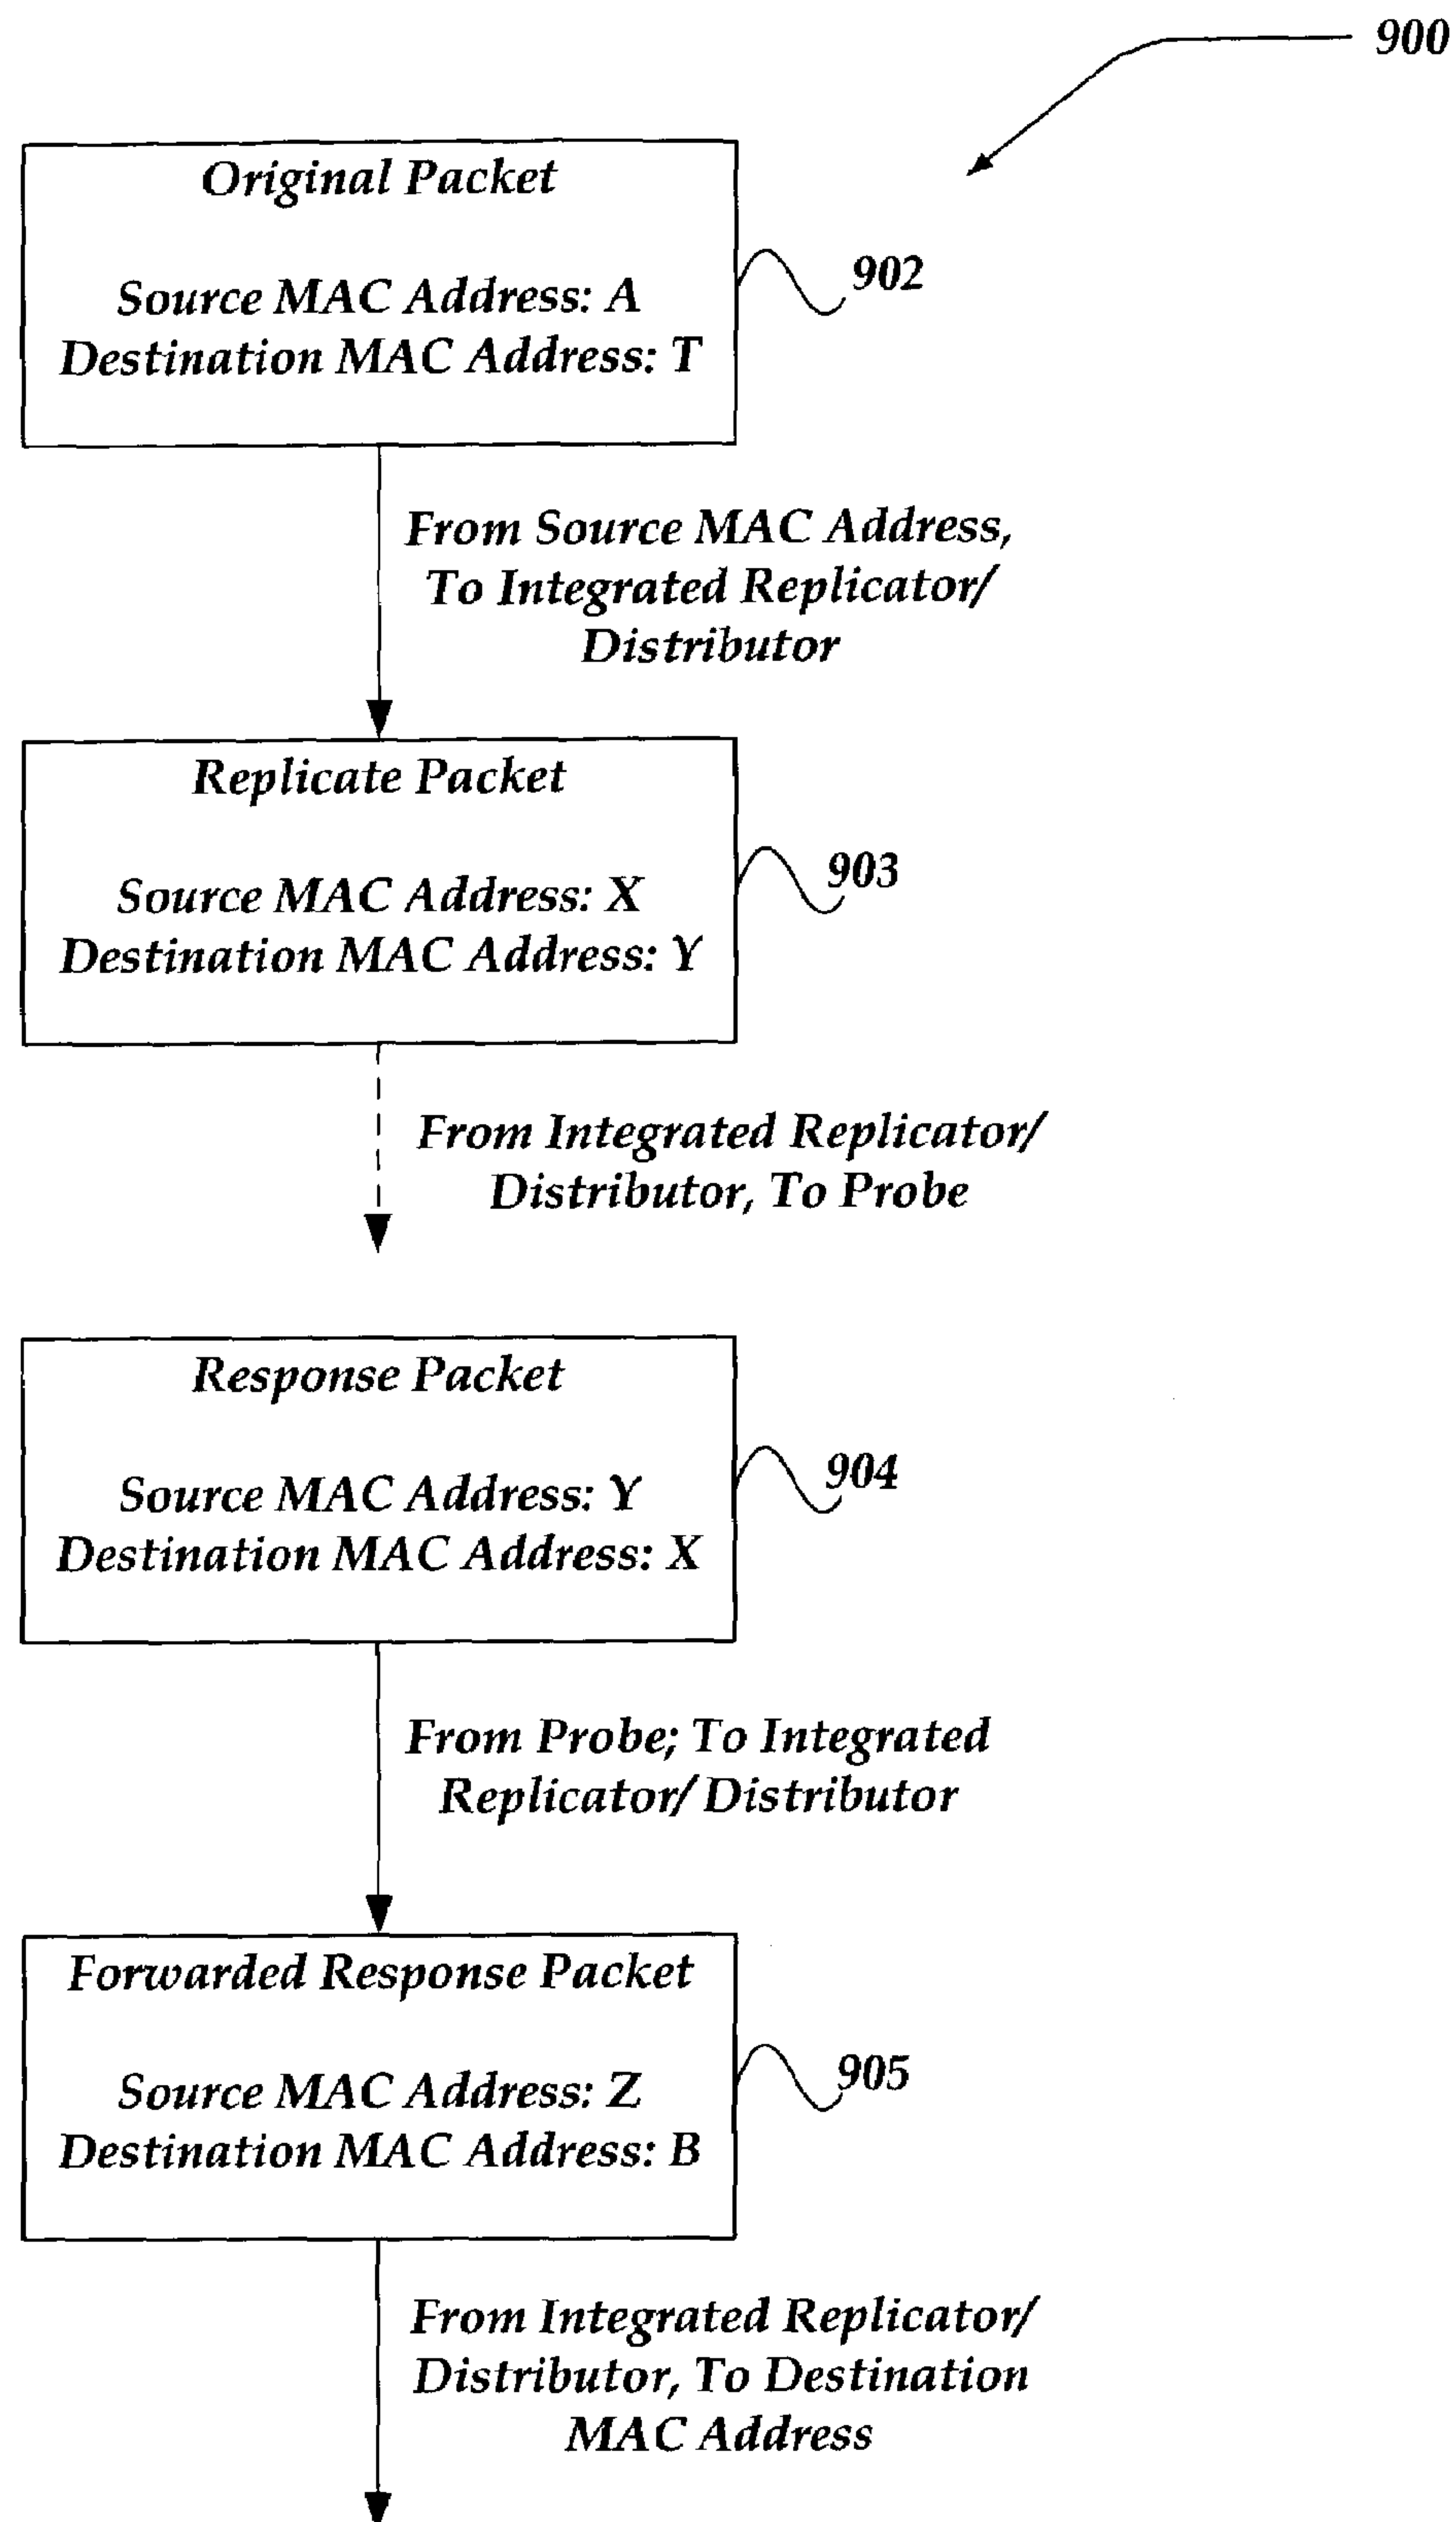 900
Original Packet
Source MAC Address: A
Destination MAC Address: T
902
From Source MAC Address,
To Integrated Replicator/
Distributor
Replicate Packet
Source MAC Address: X
Destination MAC Address: Y
903
From Integrated Replicator/
Distributor, To Probe
Response Packet
Source MAC Address: Y
Destination MAC Address: X
904
From Probe; To Integrated
Replicator/Distributor
Forwarded Response Packet
Source MAC Address: Z
Destination MAC Address: B
905
From Integrated Replicator/
Distributor, To Destination
MAC Address